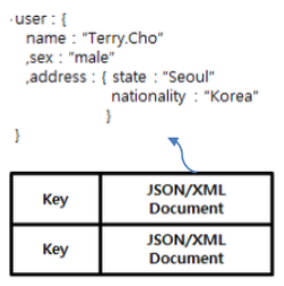 user : {
name : "Terry.Cho"
,sex : "male"
,address : { state : "Seoul"
nationality : "Korea"
}
}
Key JSON/XML
Document
Key JSON/XML
Document